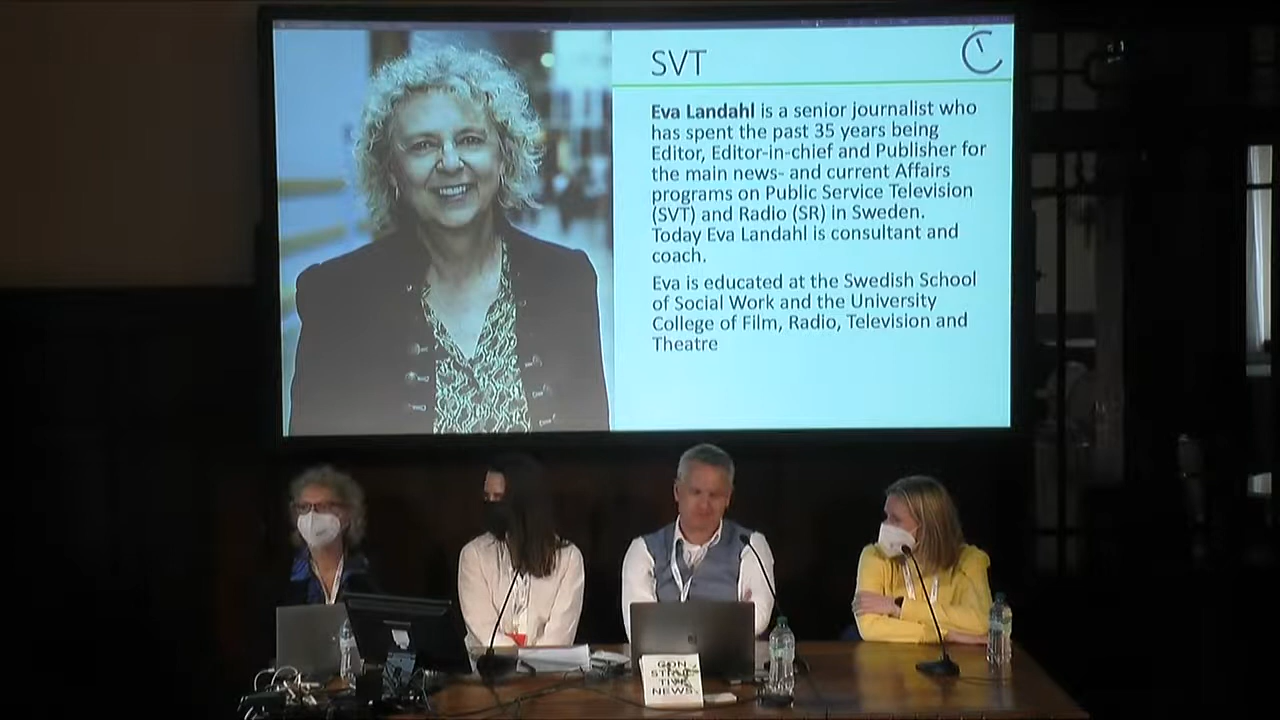 SVT
Eva Landahl is a senior journalist who
has spent the past 35 years being
Editor, Editor-in-chief and Publisher for
the main news- and current Affairs
programs on Public Service Television
(SVT) and Radio (SR) in Sweden.
Today Eva Landahl is consultant and
coach.
Eva is educated at the Swedish School
of Social Work and the University
College of Film, Radio, Television and
Theatre
CON
STRUC
TIVE
NEWS